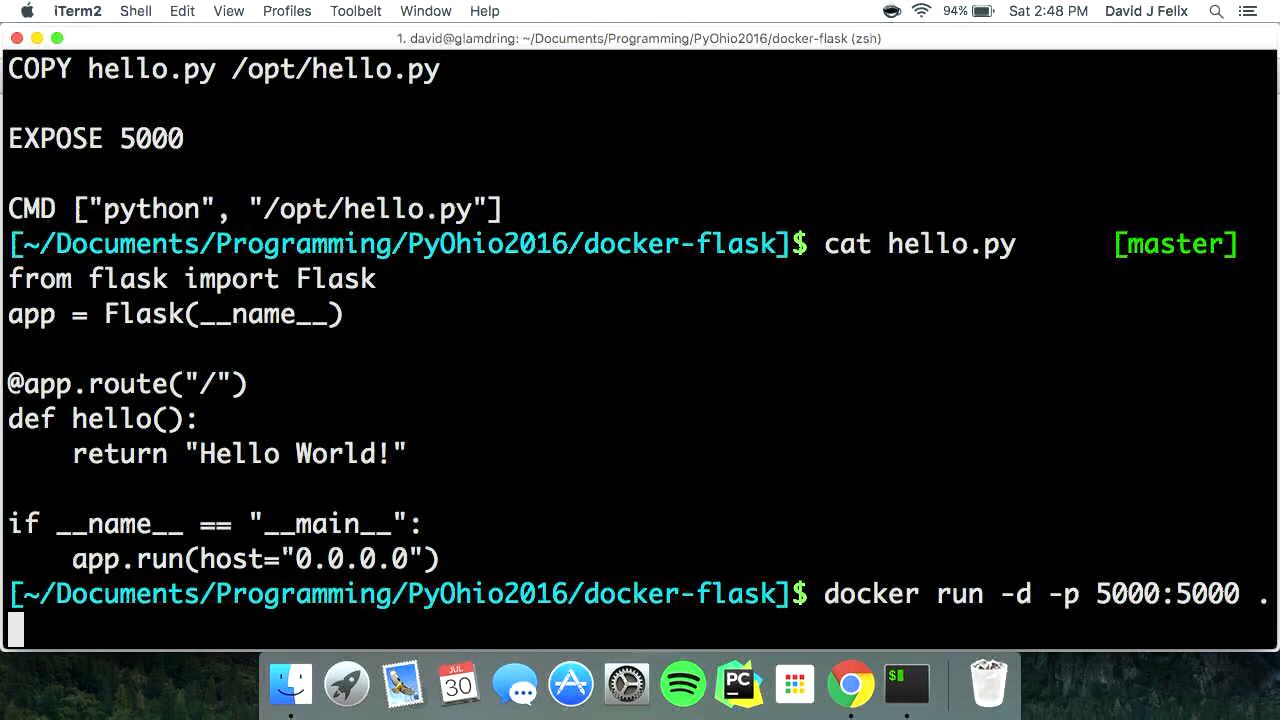 iTerm2 Shell Edit View Profiles Toolbelt Window Help 94% Sat 2:48 PM David J Felix
1. david@glamdring: ~/Documents/Programming/PyOhio2016/docker-flask (zsh)
COPY hello.py /opt/hello.py
EXPOSE 5000
CMD ["python", "/opt/hello.py"]
[~/Documents/Programming/PyOhio2016/docker-flask]$ cat hello.py [master]
from flask import Flask
app = Flask(__name__)
@app.route("/")
def hello():
    return "Hello World!"
if __name__ == "__main__":
    app.run(host="0.0.0.0")
[~/Documents/Programming/PyOhio2016/docker-flask]$ docker run -d -p 5000:5000 .
JUL
30
PC
$